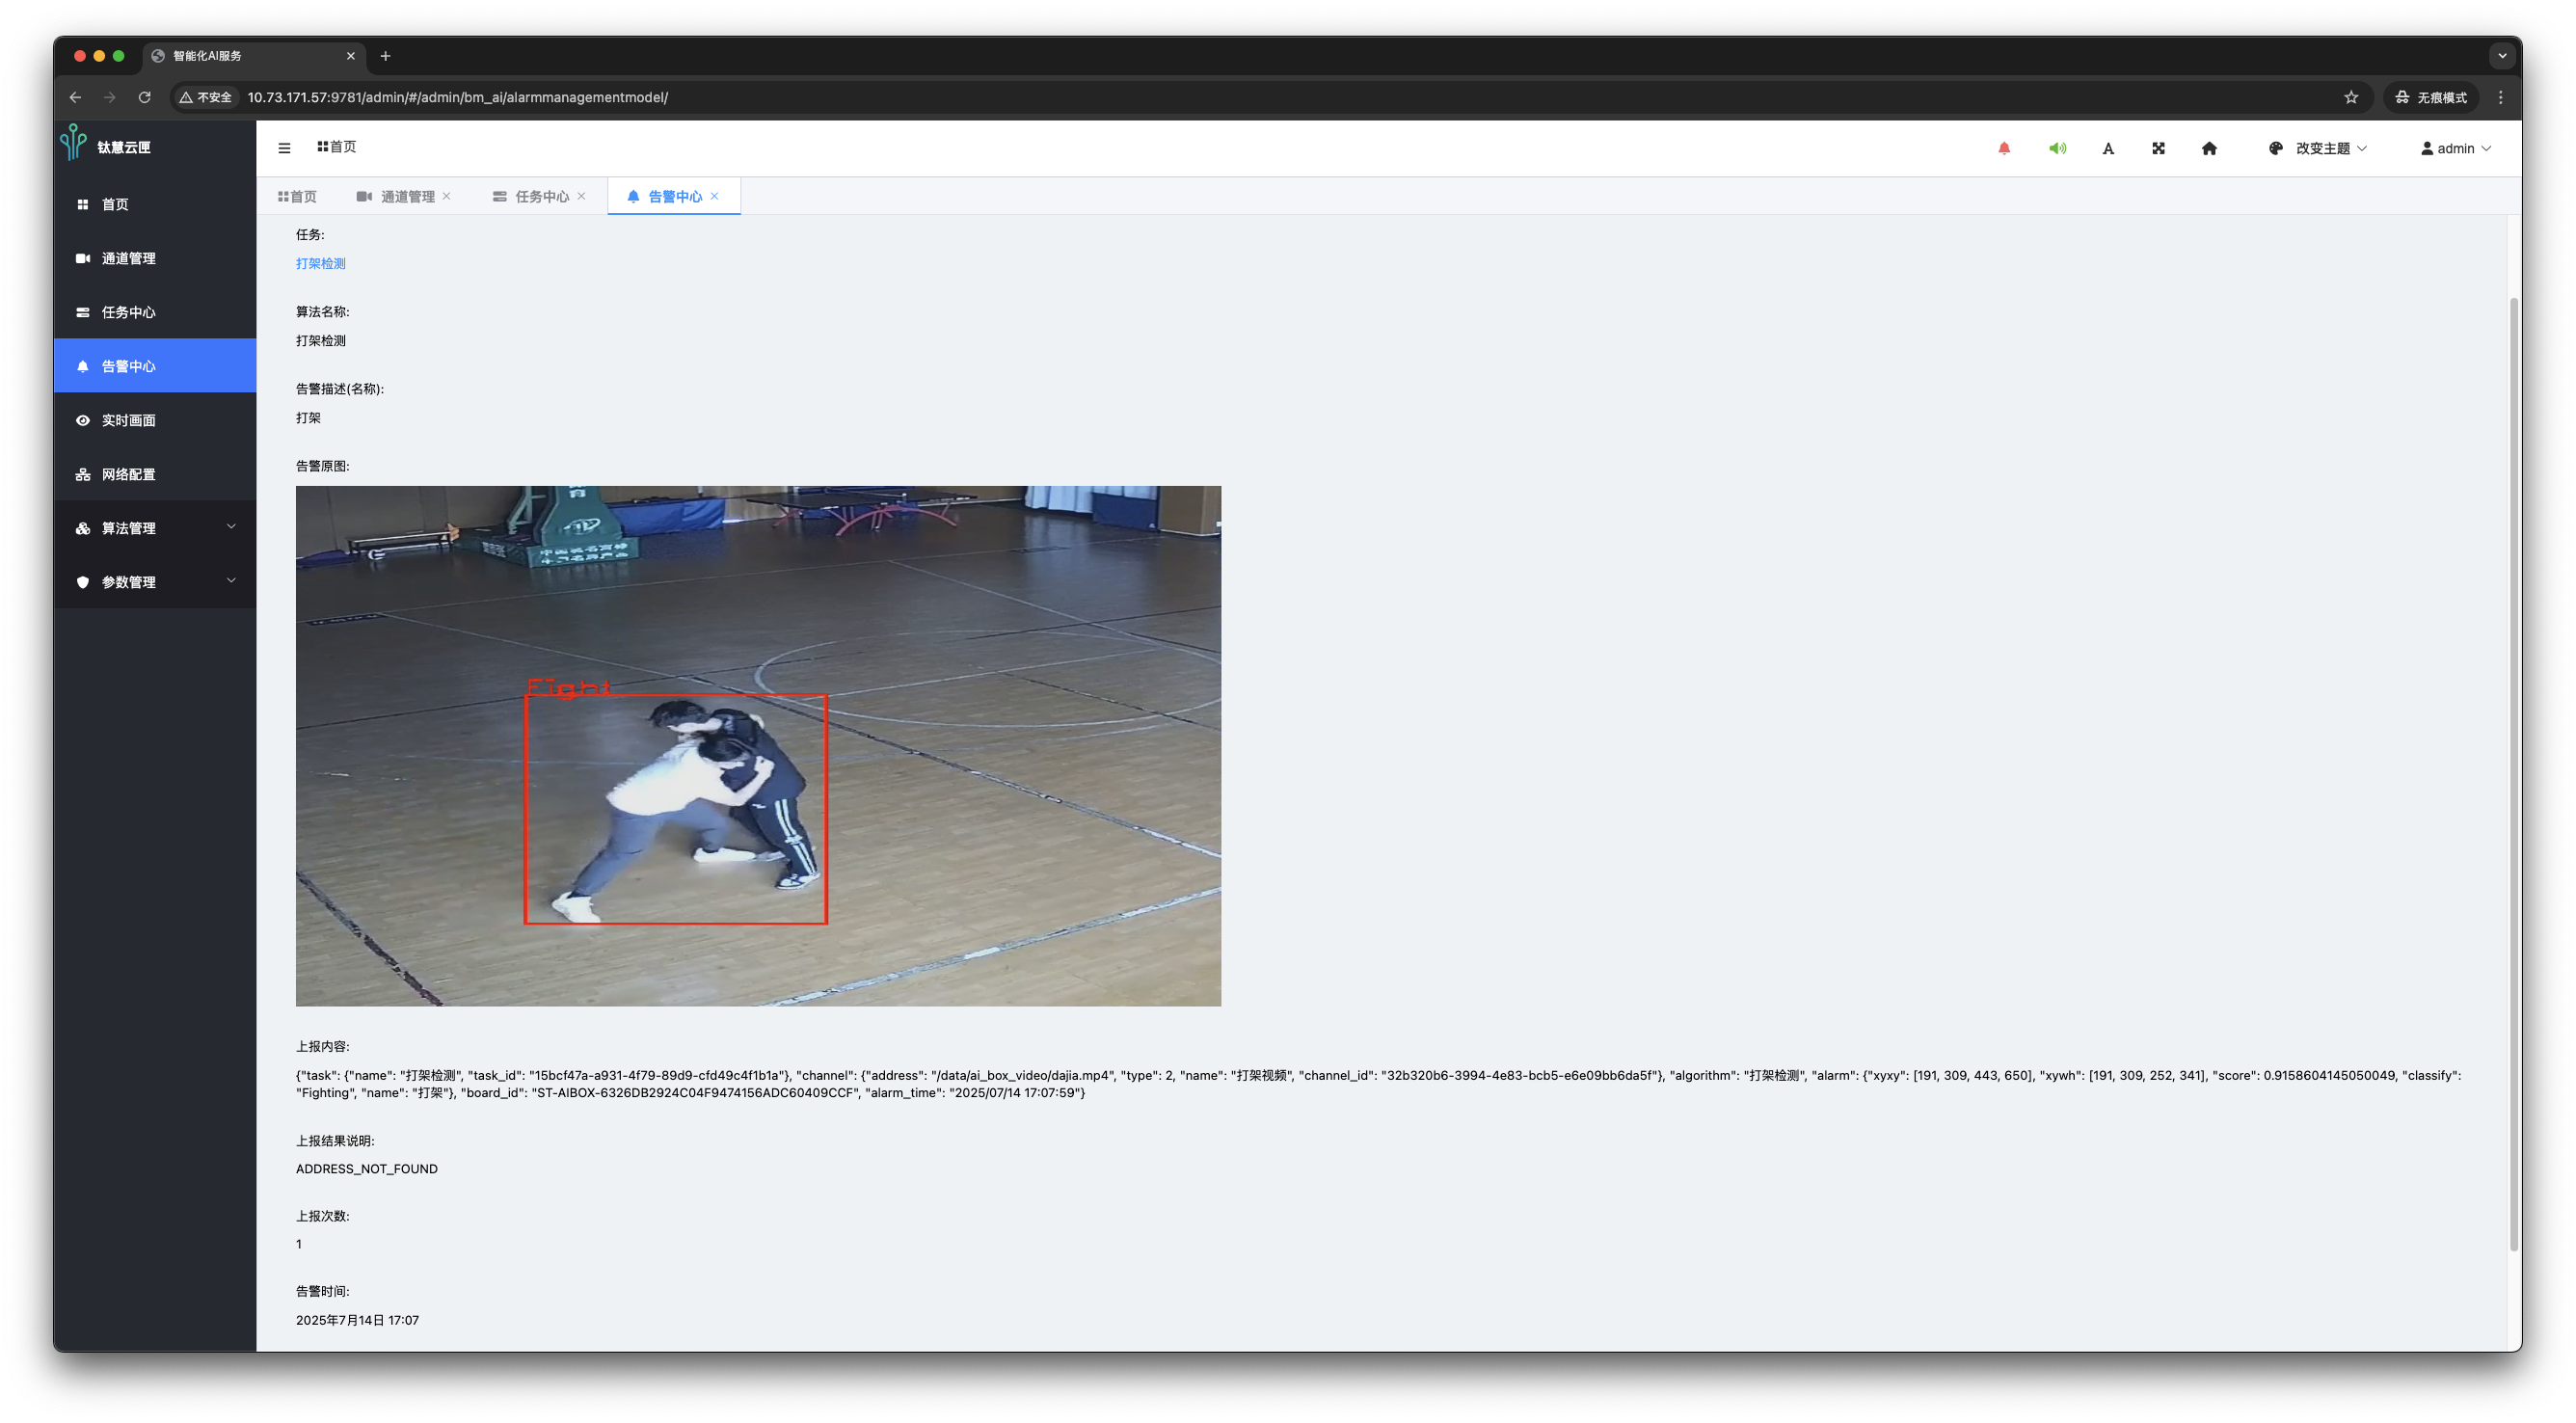 智能化AI服务
不安全 10.73.171.57:9781/admin/#/admin/bm_ai/alarmmanagementmodel/ 无痕模式
钛慧云匣
首页 改变主题 admin
首页 通道管理 任务中心 告警中心
首页
通道管理
任务中心
告警中心
实时画面
网络配置
算法管理
参数管理
任务:
打架检测
算法名称:
打架检测
告警描述(名称):
打架
告警原图:
Fight
上报内容:
{"task": {"name": "打架检测", "task_id": "15bcf47a-a931-4f79-89d9-cfd49c4f1b1a"}, "channel": {"address": "/data/ai_box_video/dajia.mp4", "type": 2, "name": "打架视频", "channel_id": "32b320b6-3994-4e83-bcb5-e6e09bb6da5f"}, "algorithm": "打架检测", "alarm": {"xyxy": [191, 309, 443, 650], "xywh": [191, 309, 252, 341], "score": 0.9158604145050049, "classify":
"Fighting", "name": "打架"}, "board_id": "ST-AIBOX-6326DB2924C04F9474156ADC60409CCF", "alarm_time": "2025/07/14 17:07:59"}
上报结果说明:
ADDRESS_NOT_FOUND
上报次数:
1
告警时间:
2025年7月14日 17:07